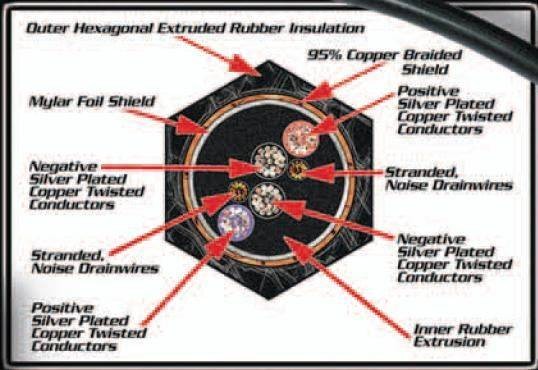 Outer Hexagonal Extruded Rubber Insulation
95% Copper Braided
Shield
Mylar Foil Shield
Positive
Silver Plated
Copper Twisted
Conductors
Negative
Silver Plated
Copper Twisted
Conductors
Stranded,
Noise Drainwires
Stranded,
Noise Drainwires
Negative
Silver Plated
Copper Twisted
Conductors
Positive
Silver Plated
Copper Twisted
Conductors
Inner Rubber
Extrusion